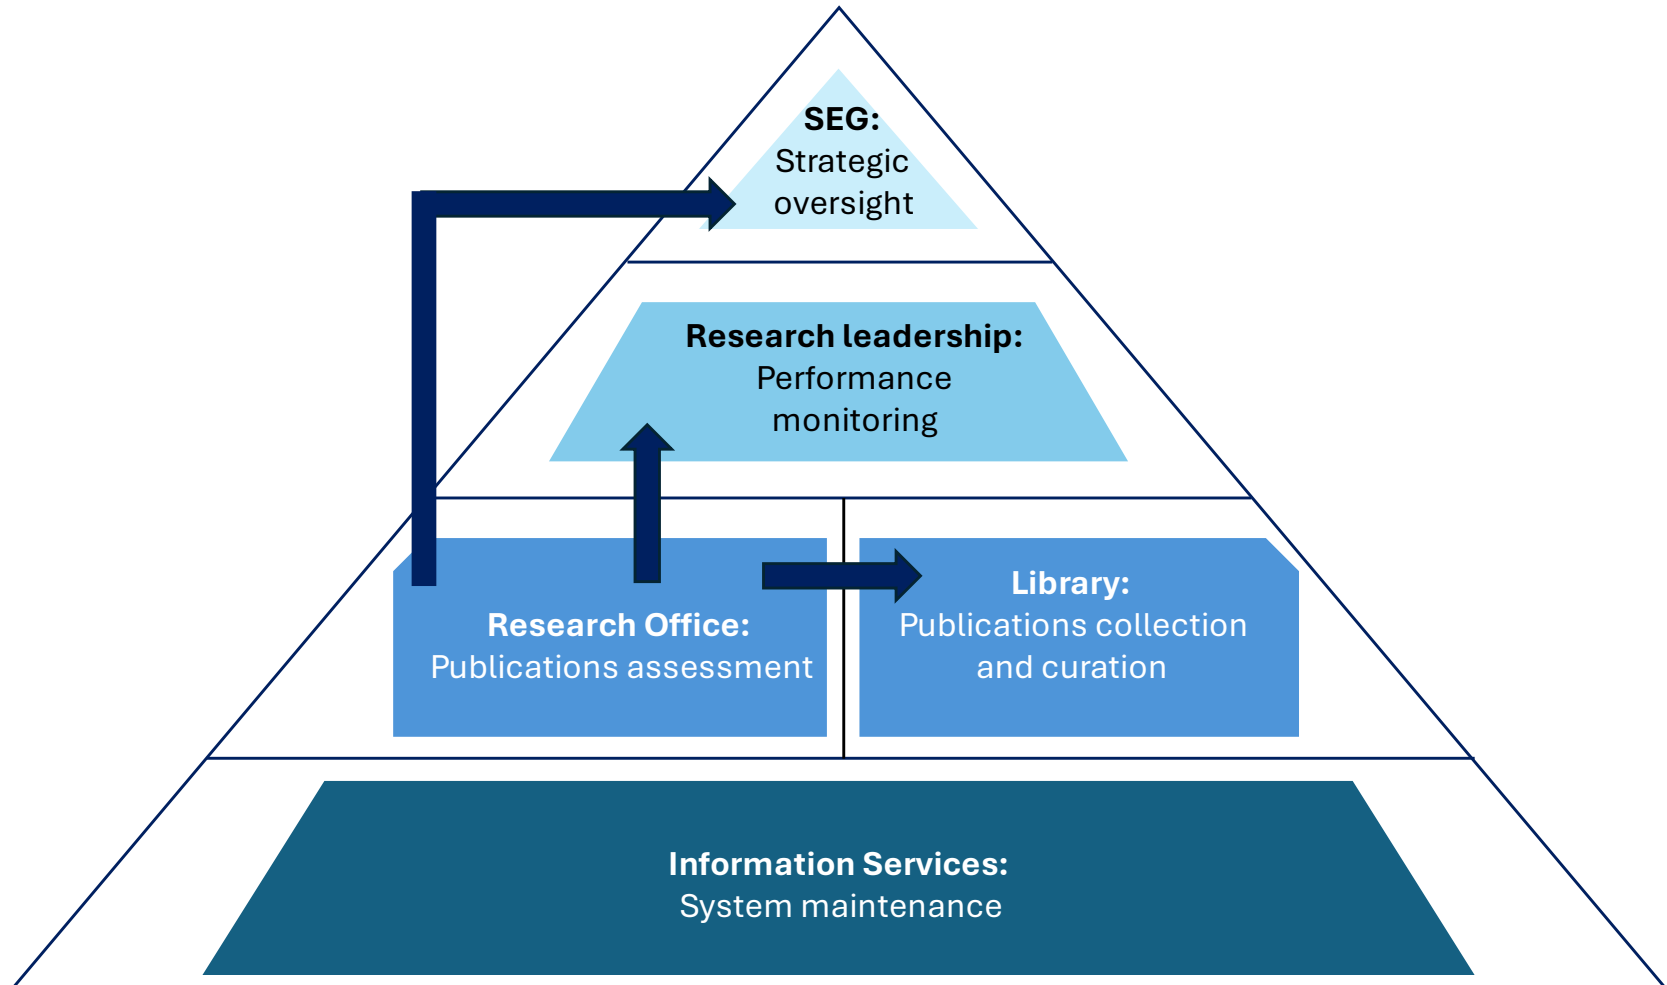 SEG:
Strategic
oversight
Research leadership:
Performance
monitoring
Research Office:
Publications assessment
Library:
Publications collection
and curation
Information Services:
System maintenance